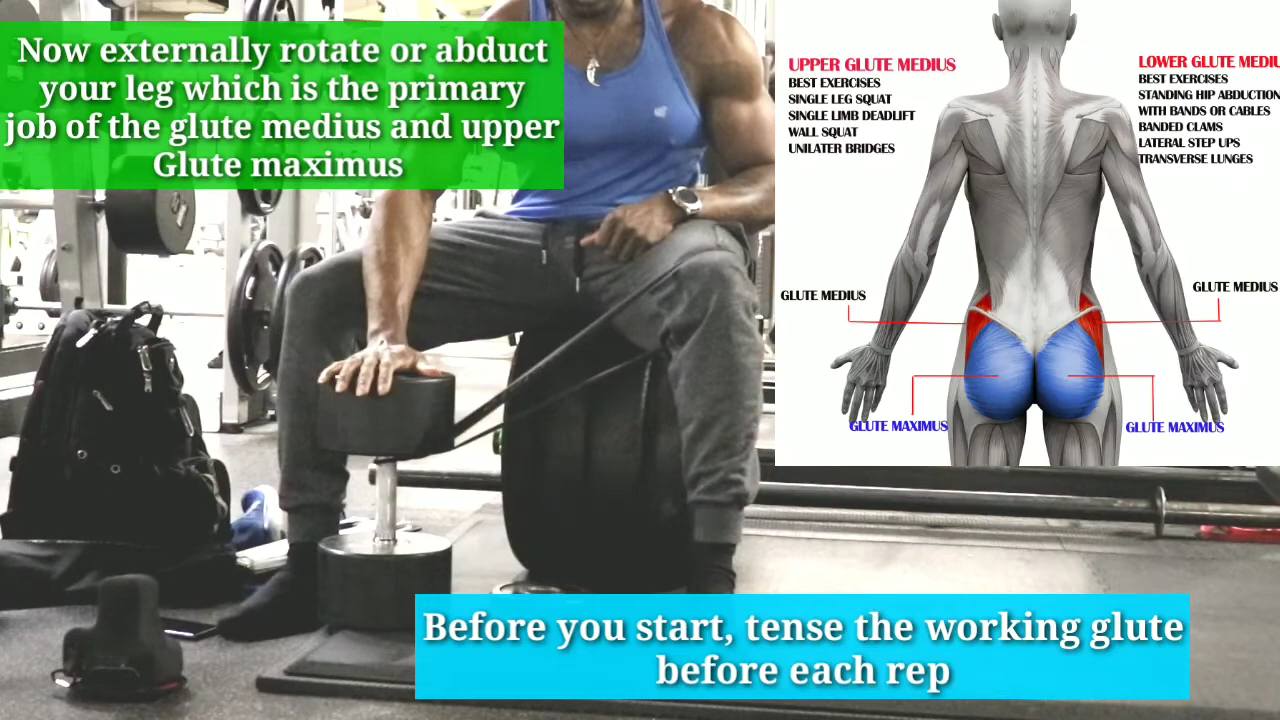 Now externally rotate or abduct
your leg which is the primary
job of the glute medius and upper
Glute maximus
UPPER GLUTE MEDIUS
BEST EXERCISES
SINGLE LEG SQUAT
SINGLE LIMB DEADLIFT
WALL SQUAT
UNILATER BRIDGES
LOWER GLUTE MEDIU
BEST EXERCISES
STANDING HIP ABDUCTION
WITH BANDS OR CABLES
BANDED CLAMS
LATERAL STEP UPS
TRANSVERSE LUNGES
GLUTE MEDIUS
GLUTE MEDIUS
GLUTE MAXIMUS
GLUTE MAXIMUS
Before you start, tense the working glute
before each rep